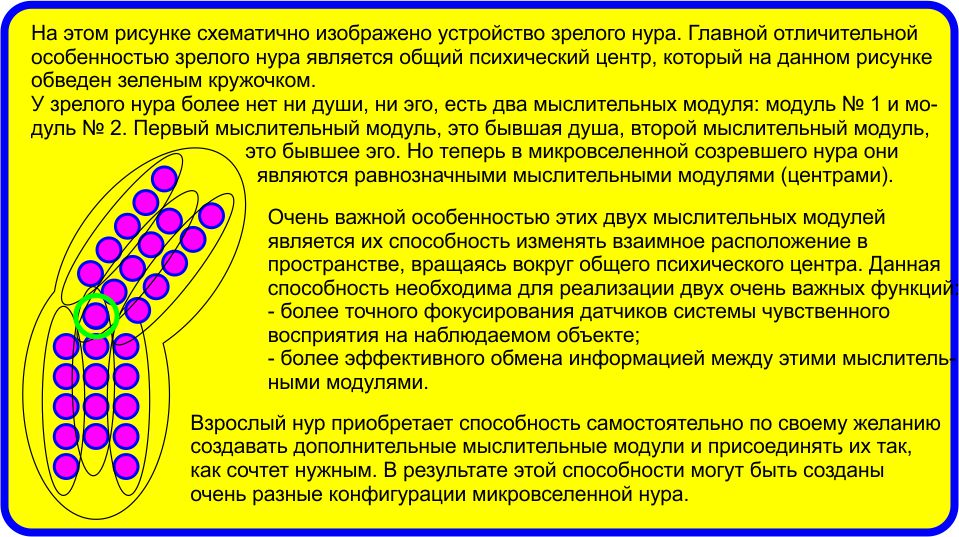 На этом рисунке схематично изображено устройство зрелого нура. Главной отличительной
особенностью зрелого нура является общий психический центр, который на данном рисунке
обведен зеленым кружочком.
У зрелого нура более нет ни души, ни эго, есть два мыслительных модуля: модуль № 1 и мо-
дуль № 2. Первый мыслительный модуль, это бывшая душа, второй мыслительный модуль,
это бывшее эго. Но теперь в микровселенной созревшего нура они
являются равнозначными мыслительными модулями (центрами).
Очень важной особенностью этих двух мыслительных модулей
является их способность изменять взаимное расположение в
пространстве, вращаясь вокруг общего психического центра. Данная
способность необходима для реализации двух очень важных функций:
- более точного фокусирования датчиков системы чувственного
восприятия на наблюдаемом объекте;
- более эффективного обмена информацией между этими мыслитель-
ными модулями.
Взрослый нур приобретает способность самостоятельно по своему желанию
создавать дополнительные мыслительные модули и присоединять их так,
как сочтет нужным. В результате этой способности могут быть созданы
очень разные конфигурации микровселенной нура.